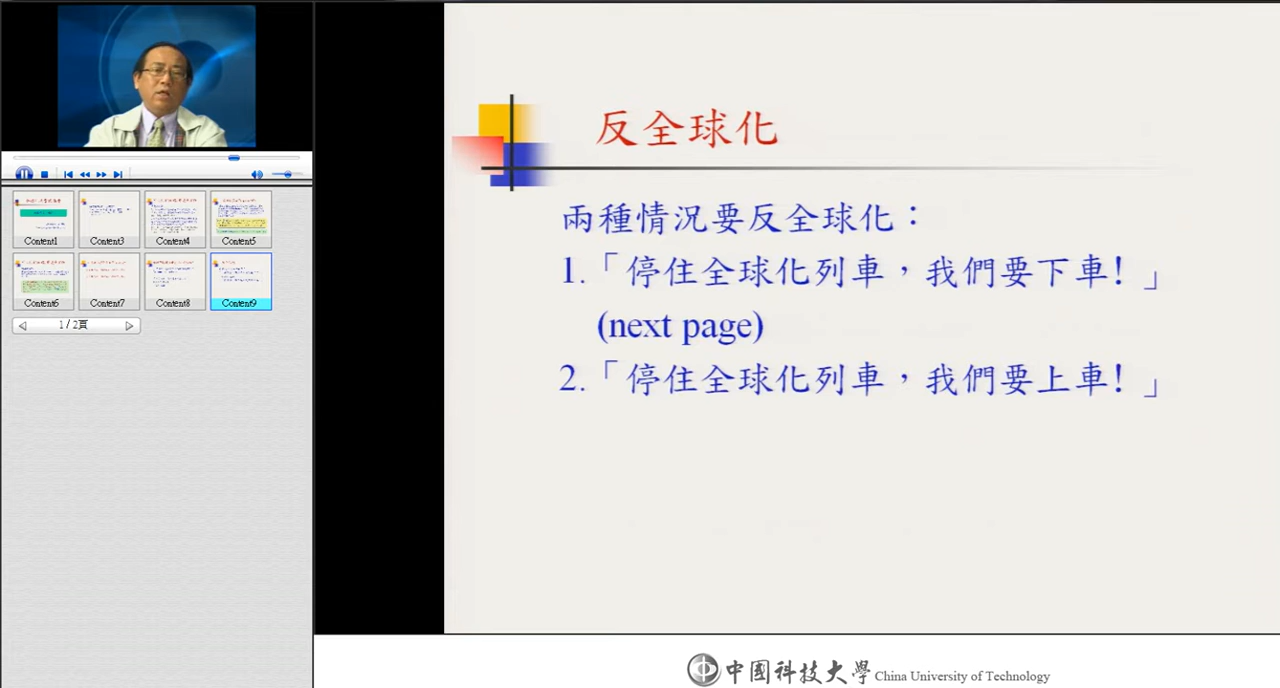 反全球化
兩種情況要反全球化：
1.「停住全球化列車，我們要下車!」
(next page)
2.「停住全球化列車，我們要上車!」
Content1
Content3
Content4
Content5
Content6
Content7
Content8
Content9
1/2頁
中國科技大學 China University of Technology